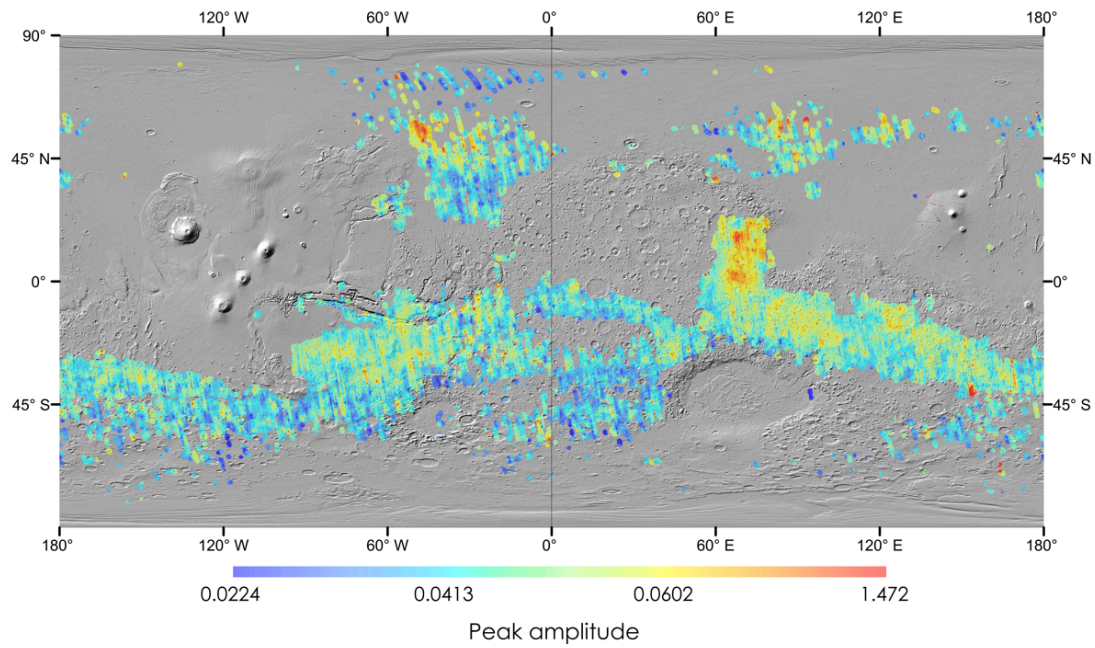 120° W 60° W 0° 60° E 120° E 180°
90°
45° N 45° N
0° 0°
45° S 45° S
180° 120° W 60° W 0° 60° E 120° E 180°
0.0224 0.0413 0.0602 1.472
Peak amplitude